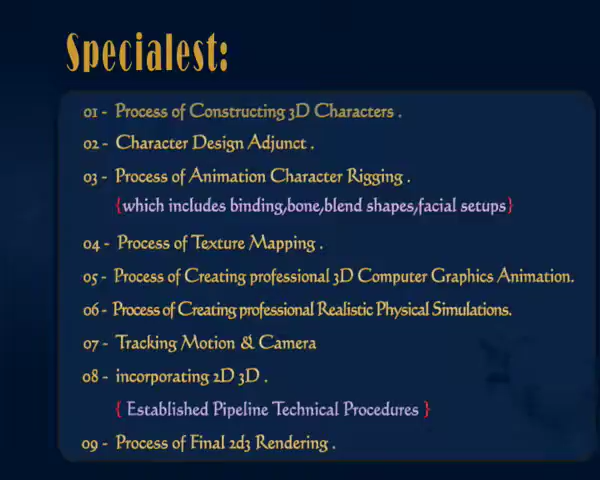 Specialest:
01 - Process of Constructing 3D Characters .
02 - Character Design Adjunct .
03 - Process of Animation Character Rigging .
{which includes binding,bone,blend shapes,facial setups}
04 - Process of Texture Mapping .
05 - Process of Creating professional 3D Computer Graphics Animation.
06 - Process of Creating professional Realistic Physical Simulations.
07 - Tracking Motion & Camera
08 - incorporating 2D 3D .
{ Established Pipeline Technical Procedures }
09 - Process of Final 2d3 Rendering .